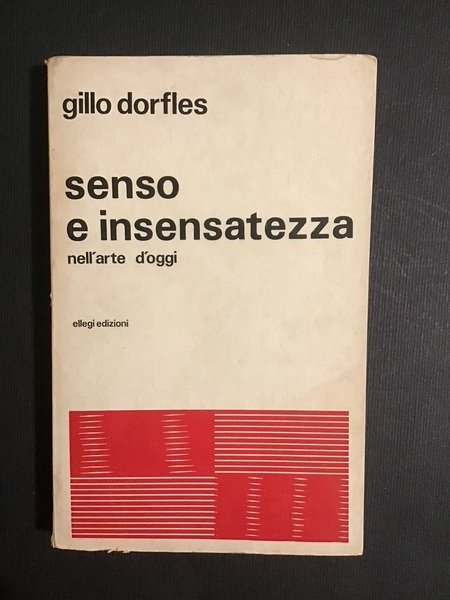 gillo dorfles
senso
e insensatezza
nell'arte d'oggi
ellegi edizioni